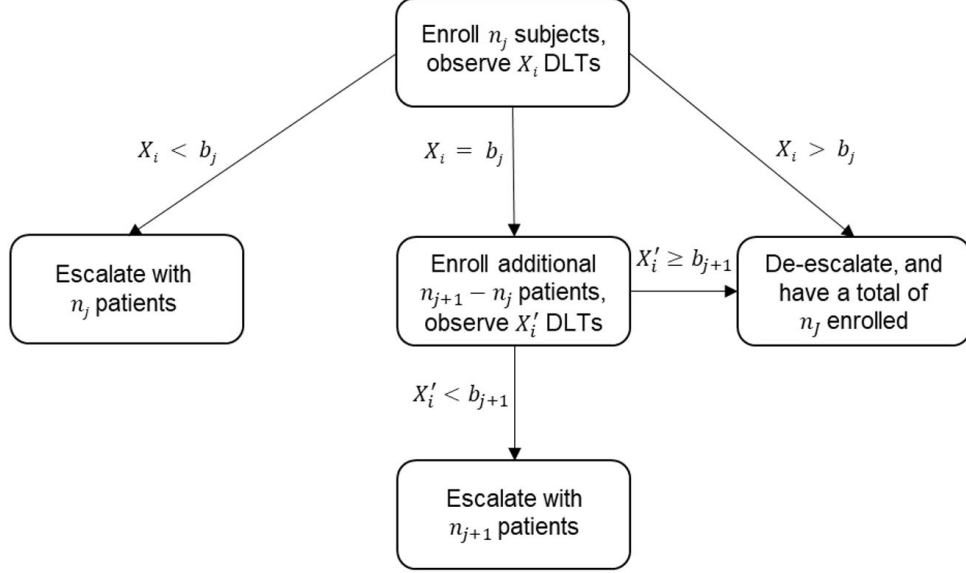 Enroll n_j subjects,
observe X_i DLTs
X_i < b_j
X_i = b_j
X_i > b_j
Escalate with
n_j patients
Enroll additional
n_{j+1} − n_j patients,
observe X_i′ DLTs
X_i′ ≥ b_{j+1}
De-escalate, and
have a total of
n_J enrolled
X_i′ < b_{j+1}
Escalate with
n_{j+1} patients